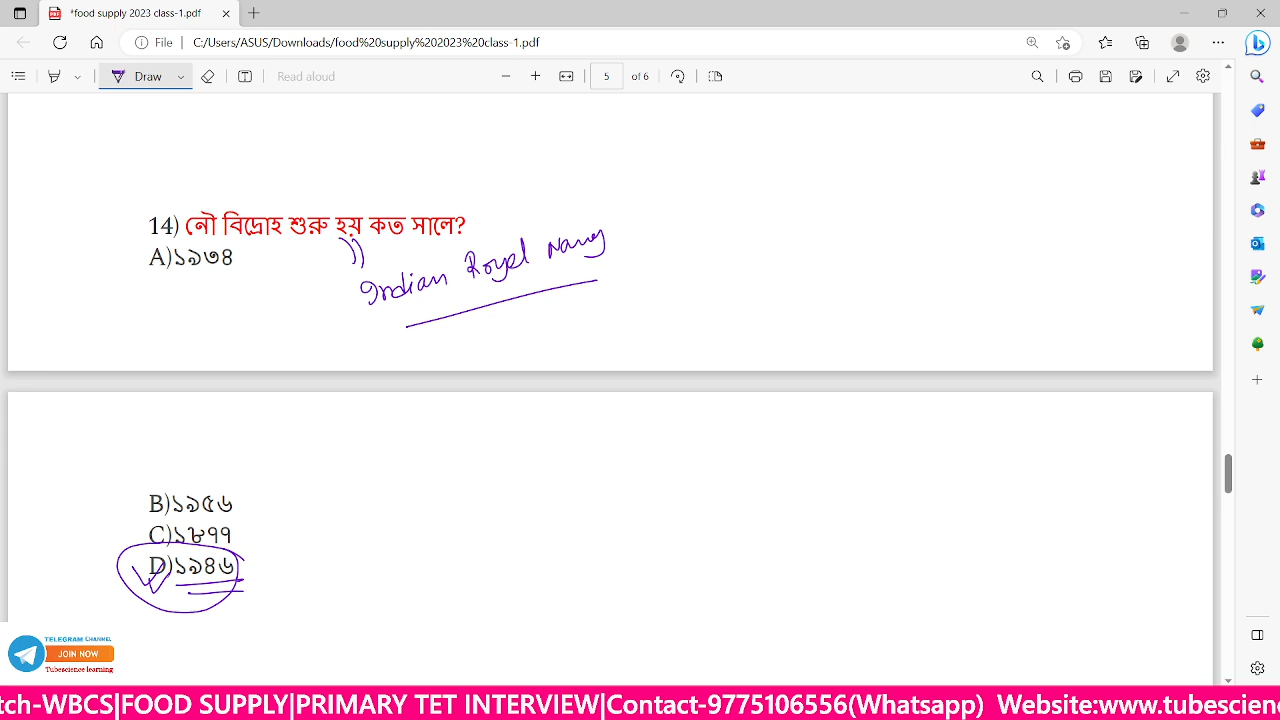 *food supply 2023 class-1.pdf
File | C:/Users/ASUS/Downloads/food%20supply%202023%20class-1.pdf
Draw
Read aloud
5 of 6
14) নৌ বিদ্রোহ শুরু হয় কত সালে?
A)১৯৩৪
Indian Royel Navy
B)১৯৫৬
C)১৮৭৭
D)১৯৪৬
TELEGRAM CHANNEL
JOIN NOW
Tubescience learning
tch-WBCS|FOOD SUPPLY|PRIMARY TET INTERVIEW|Contact-9775106556(Whatsapp) Website:www.tubescien